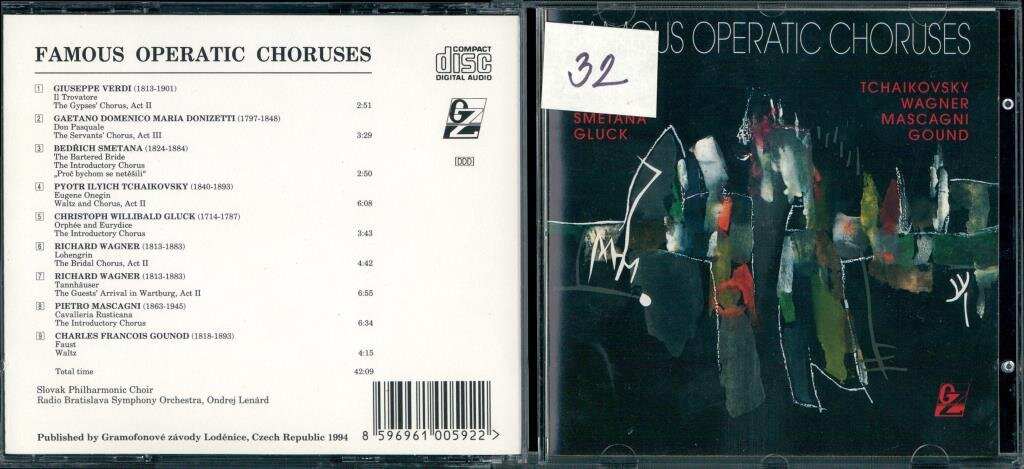 FAMOUS OPERATIC CHORUSES
COMPACT
disc
DIGITAL AUDIO
1 GIUSEPPE VERDI (1813-1901)
Il Trovatore
The Gypses' Chorus, Act II 2:51
2 GAETANO DOMENICO MARIA DONIZETTI (1797-1848)
Don Pasquale
The Servants' Chorus, Act III 3:29
GZ
3 BEDŘICH SMETANA (1824-1884)
The Bartered Bride
The Introductory Chorus
„Proč bychom se netěšili" 2:50
DDD
4 PYOTR ILYICH TCHAIKOVSKY (1840-1893)
Eugene Onegin
Waltz and Chorus, Act II 6:08
5 CHRISTOPH WILLIBALD GLUCK (1714-1787)
Orphée and Eurydice
The Introductory Chorus 3:43
6 RICHARD WAGNER (1813-1883)
Lohengrin
The Bridal Chorus, Act II 4:42
7 RICHARD WAGNER (1813-1883)
Tannhäuser
The Guests' Arrival in Wartburg, Act II 6:55
8 PIETRO MASCAGNI (1863-1945)
Cavalleria Rusticana
The Introductory Chorus 6:34
9 CHARLES FRANCOIS GOUNOD (1818-1893)
Faust
Waltz 4:15
Total time 42:09
Slovak Philharmonic Choir
Radio Bratislava Symphony Orchestra, Ondrej Lenárd
Published by Gramofonové závody Loděnice, Czech Republic 1994
8 596961 005922 >
OPERATIC CHORUSES
32
TCHAIKOVSKY
WAGNER
MASCAGNI
GOUND
SMETANA
GLUCK
GZ